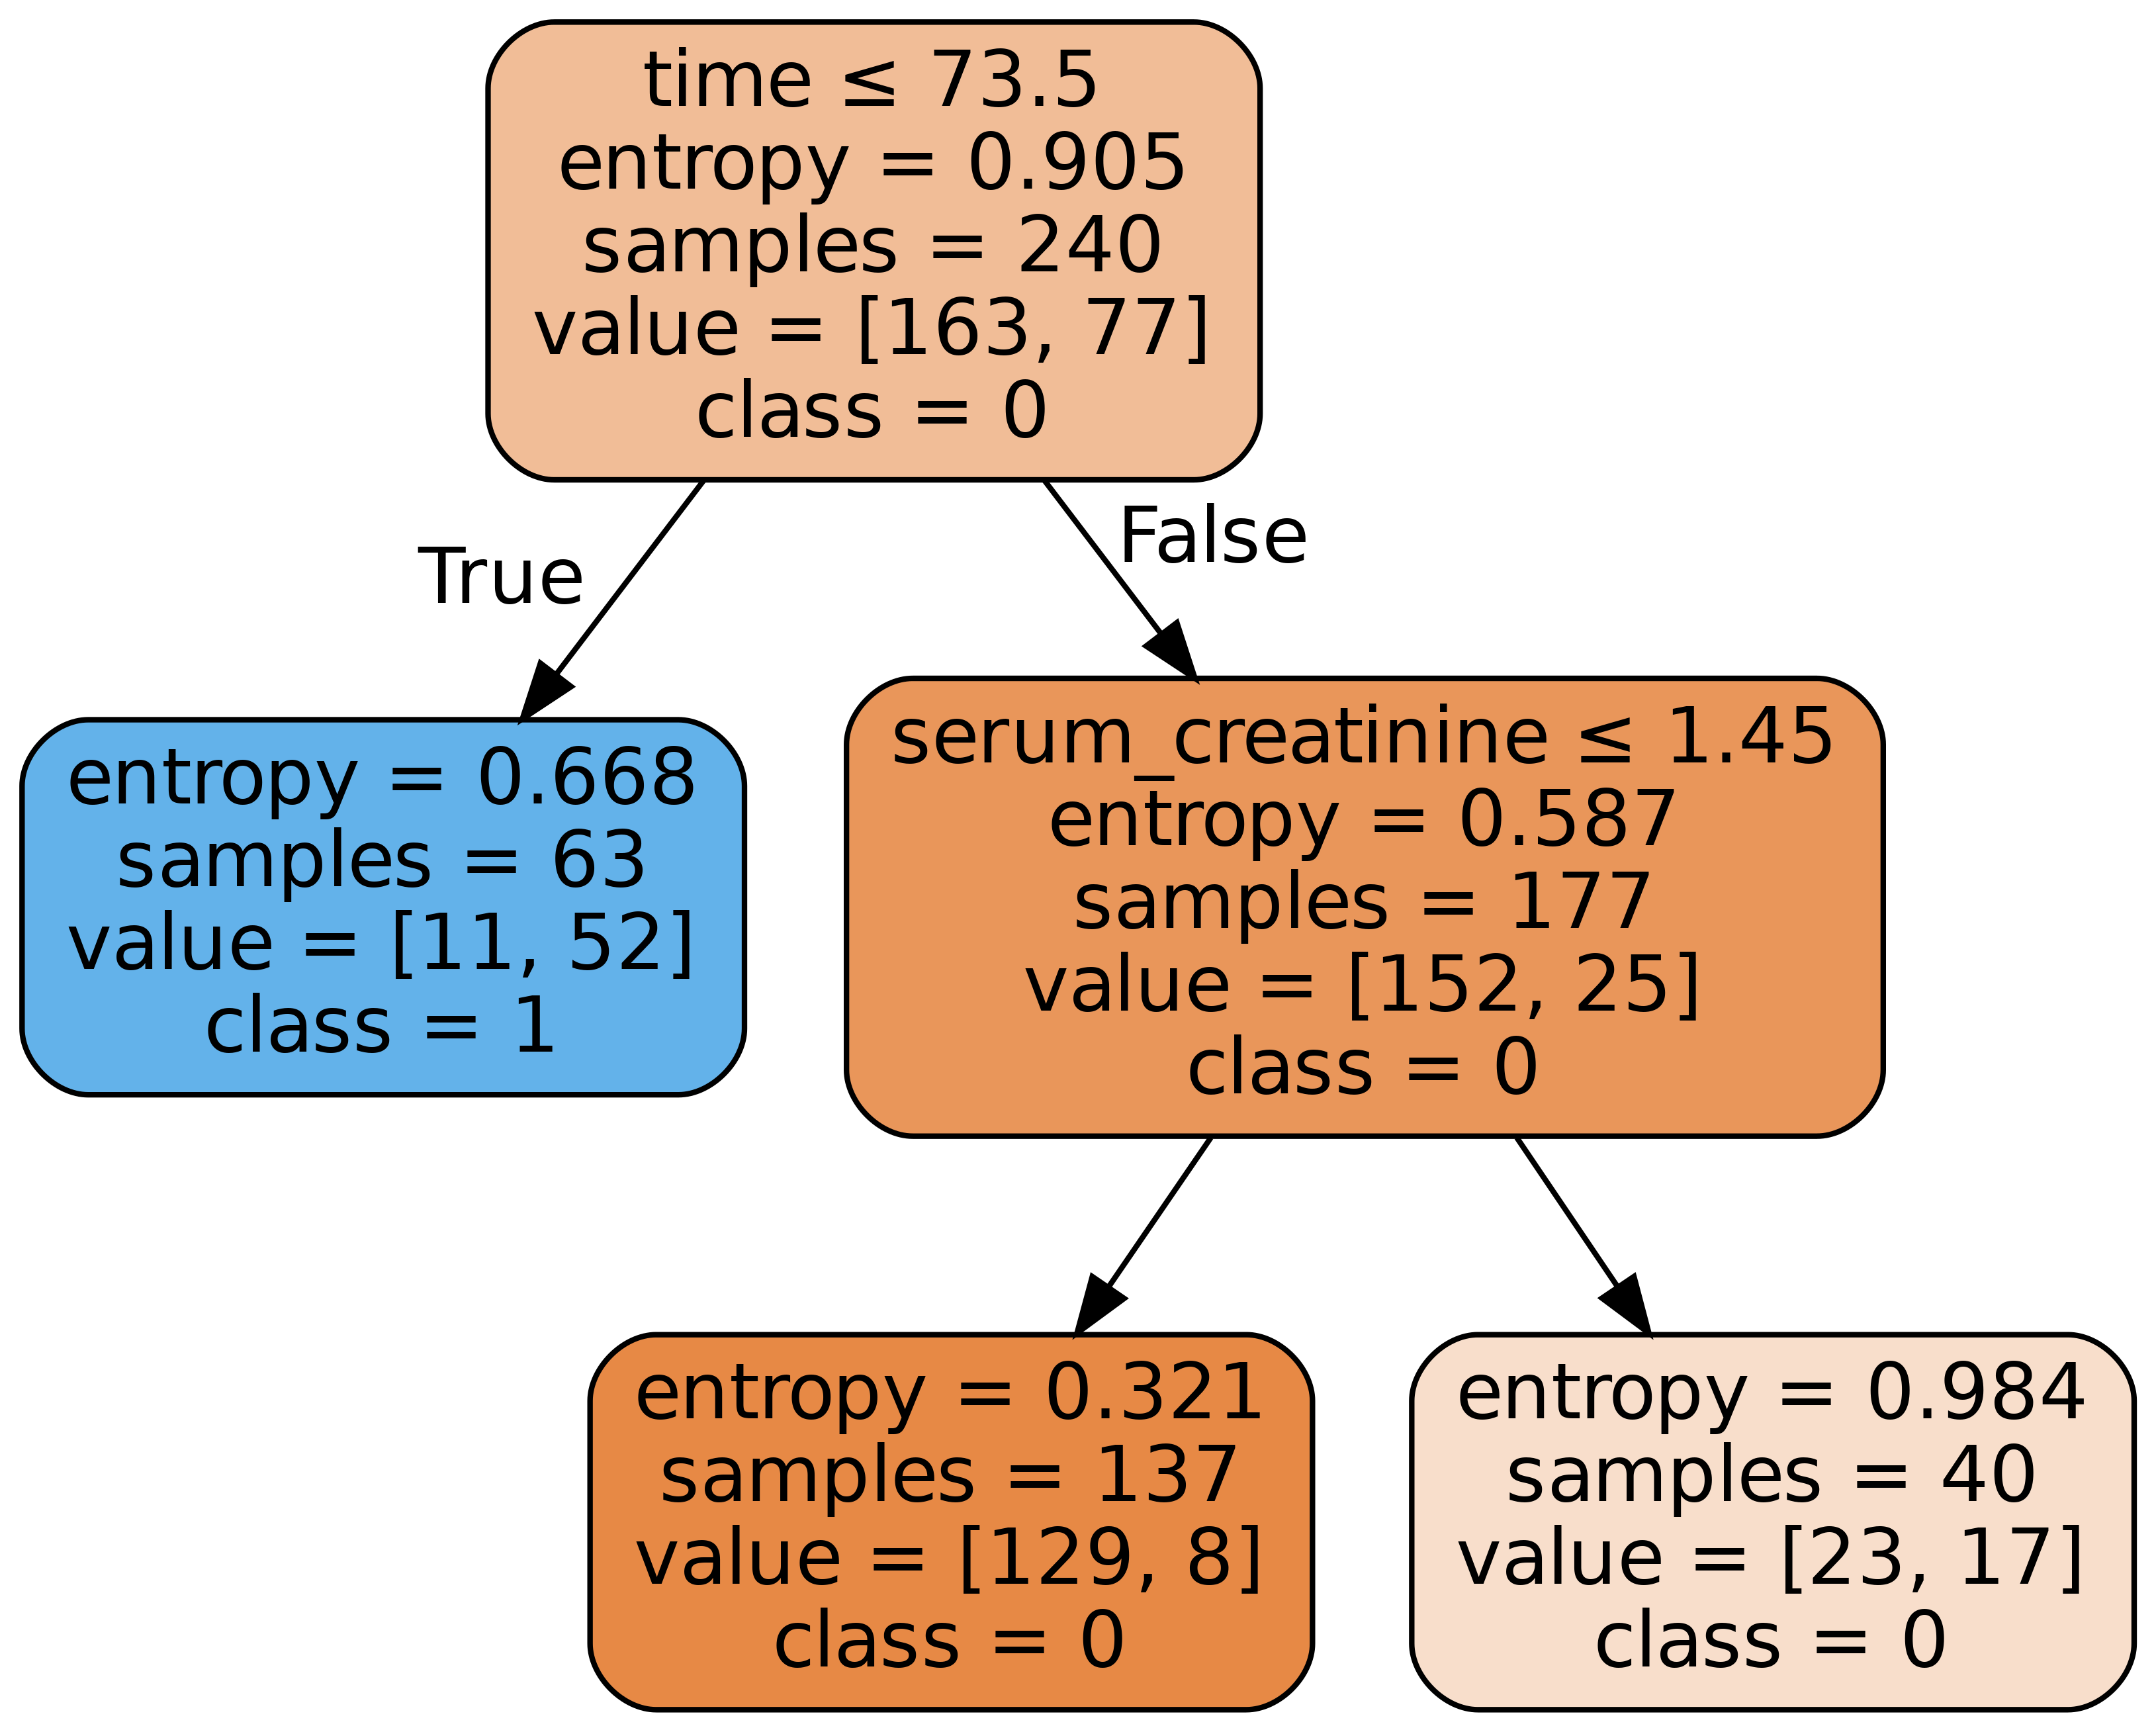 time ≤ 73.5
entropy = 0.905
samples = 240
value = [163, 77]
class = 0
True
False
entropy = 0.668
samples = 63
value = [11, 52]
class = 1
serum_creatinine ≤ 1.45
entropy = 0.587
samples = 177
value = [152, 25]
class = 0
entropy = 0.321
samples = 137
value = [129, 8]
class = 0
entropy = 0.984
samples = 40
value = [23, 17]
class = 0